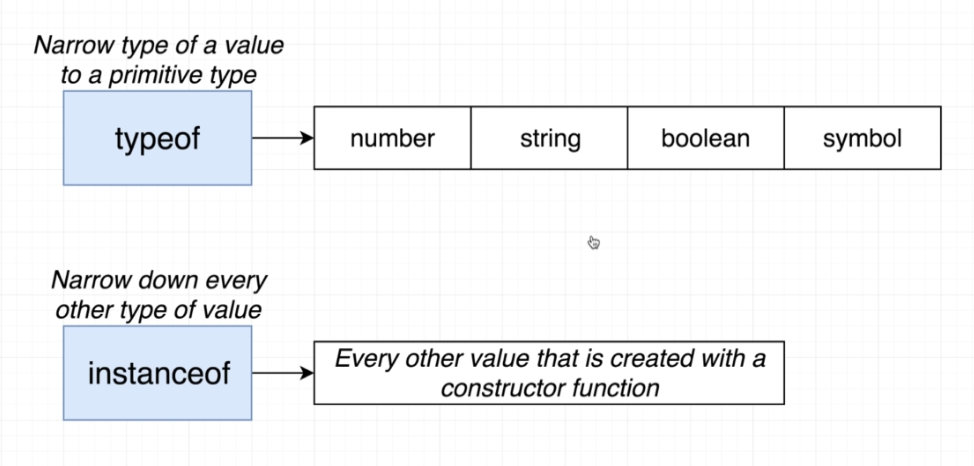 Narrow type of a value
to a primitive type
typeof
number
string
boolean
symbol
Narrow down every
other type of value
instanceof
Every other value that is created with a
constructor function